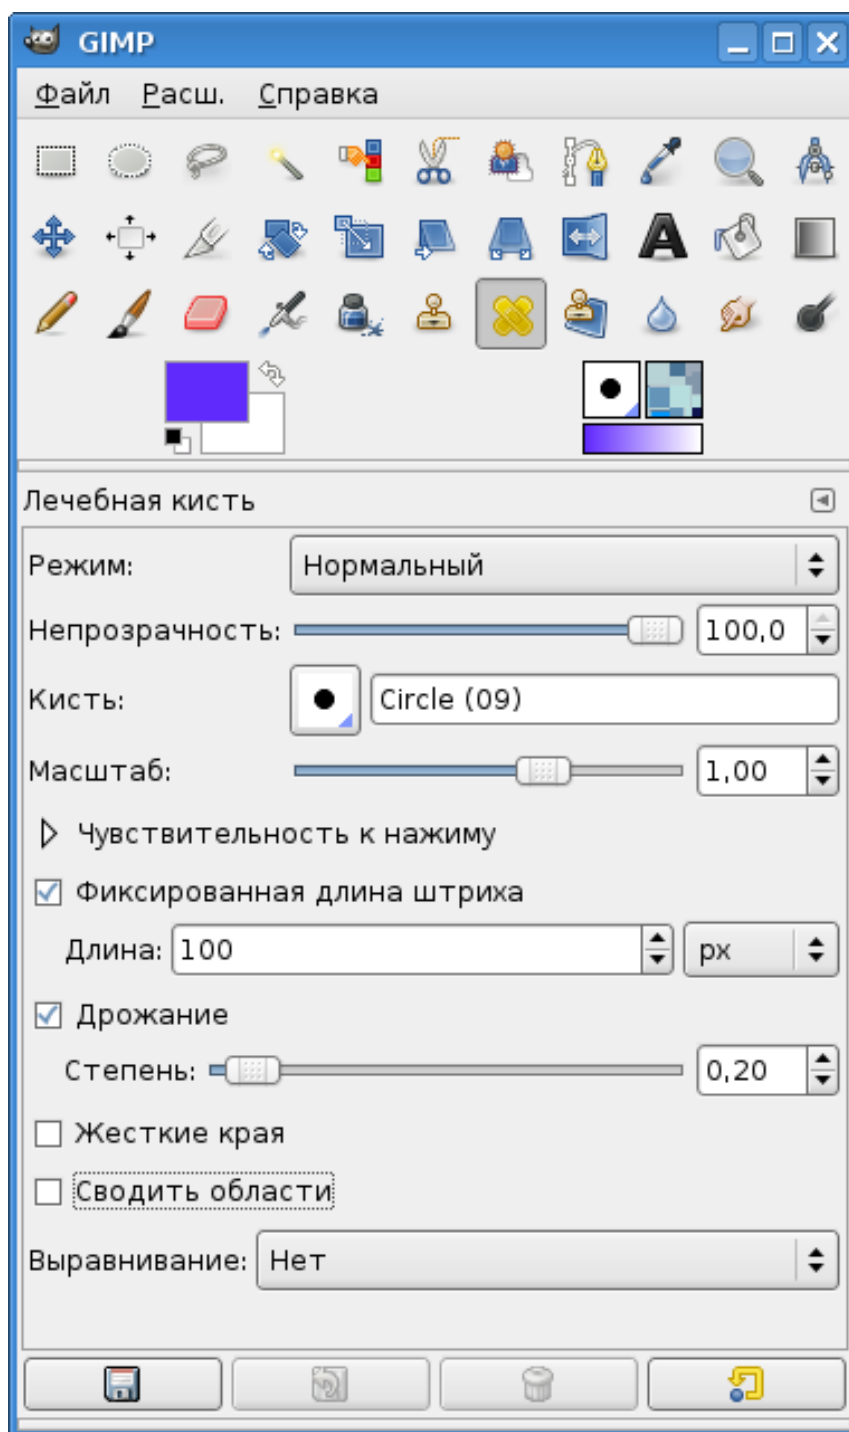 GIMP
Файл Расш. Справка
Лечебная кисть
Режим: Нормальный
Непрозрачность: 100,0
Кисть: Circle (09)
Масштаб: 1,00
Чувствительность к нажиму
Фиксированная длина штриха
Длина: 100 px
Дрожание
Степень: 0,20
Жесткие края
Сводить области
Выравнивание: Нет